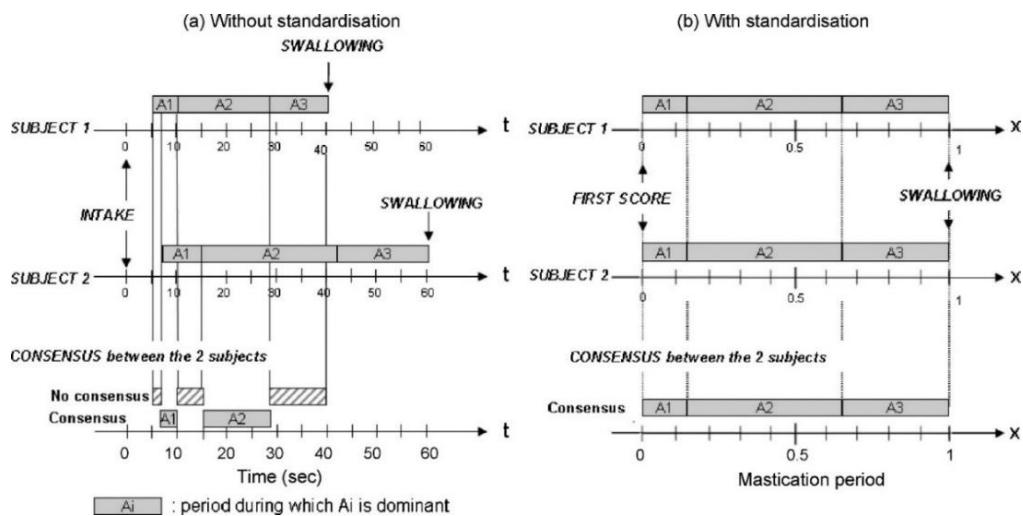 (a) Without standardisation
SWALLOWING
A1 A2 A3
SUBJECT 1
t
0 10 20 30 40 50 60
INTAKE
SWALLOWING
A1 A2 A3
SUBJECT 2
t
0 10 20 30 40 50 60
CONSENSUS between the 2 subjects
No consensus
Consensus
A1 A2
t
0 10 20 30 40 50 60
Time (sec)
Ai : period during which Ai is dominant
(b) With standardisation
A1 A2 A3
SUBJECT 1
x
0 0.5 1
FIRST SCORE
SWALLOWING
A1 A2 A3
SUBJECT 2
x
0 0.5 1
CONSENSUS between the 2 subjects
Consensus
A1 A2 A3
x
0 0.5 1
Mastication period